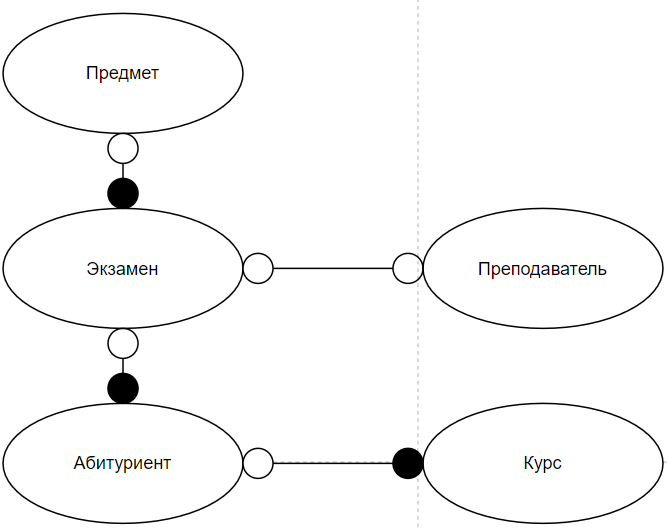 Предмет
Экзамен
Преподаватель
Абитуриент
Курс